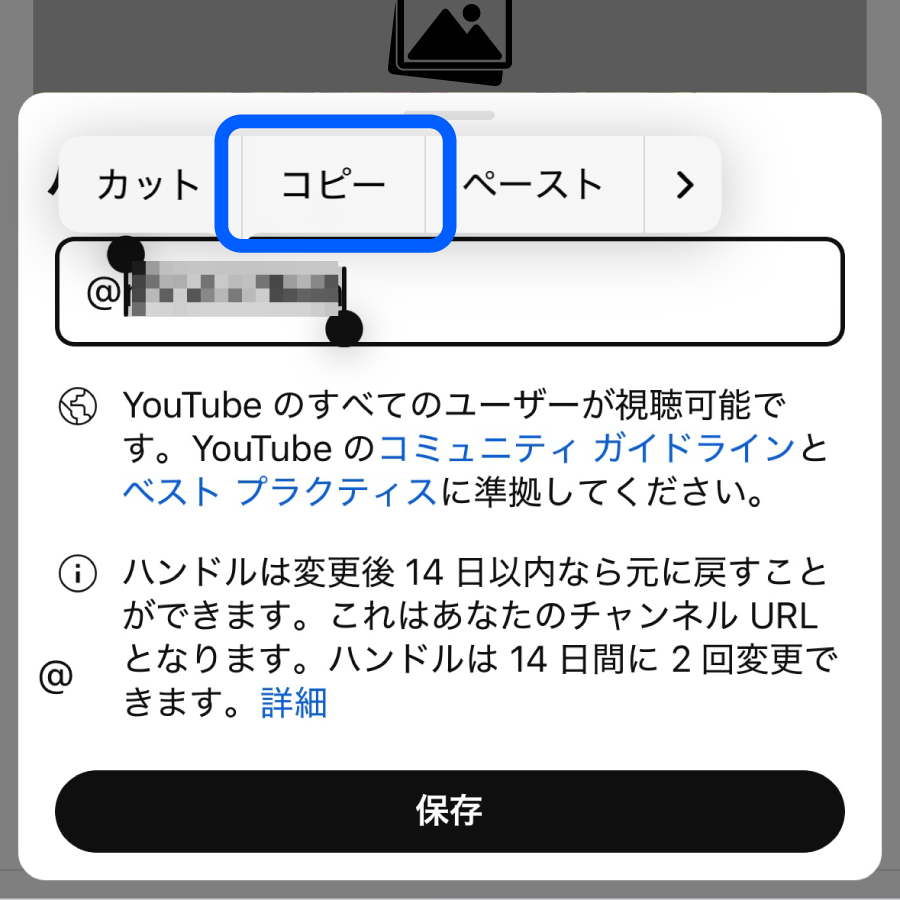 カット コピー ペースト
@
YouTube のすべてのユーザーが視聴可能で
す。YouTube のコミュニティ ガイドラインと
ベスト プラクティスに準拠してください。
ハンドルは変更後 14 日以内なら元に戻すこと
ができます。これはあなたのチャンネル URL
となります。ハンドルは 14 日間に 2 回変更で
きます。詳細
@
保存